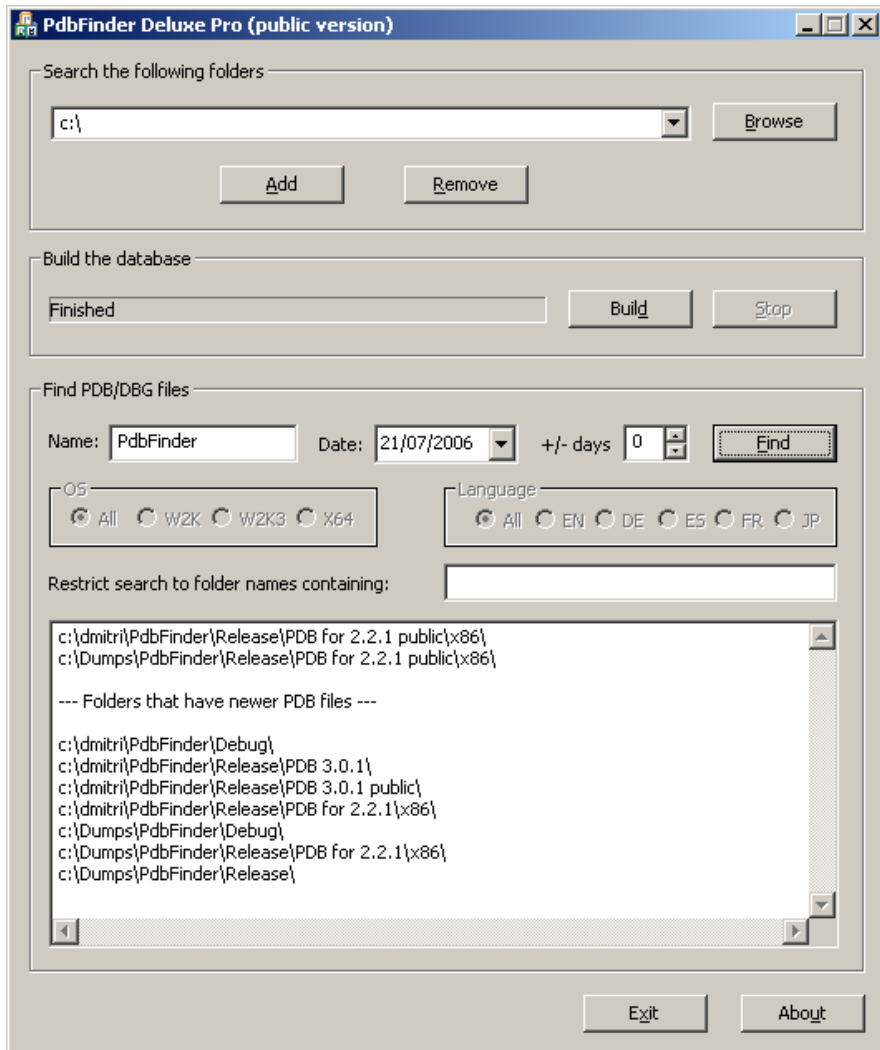 PdbFinder Deluxe Pro (public version)
Search the following folders
c:\
Browse
Add
Remove
Build the database
Finished
Build
Stop
Find PDB/DBG files
Name: PdbFinder Date: 21/07/2006 +/- days 0 Find
OS
All W2K W2K3 X64
Language
All EN DE ES FR JP
Restrict search to folder names containing:
c:\dmitri\PdbFinder\Release\PDB for 2.2.1 public\x86\
c:\Dumps\PdbFinder\Release\PDB for 2.2.1 public\x86\
--- Folders that have newer PDB files ---
c:\dmitri\PdbFinder\Debug\
c:\dmitri\PdbFinder\Release\PDB 3.0.1\
c:\dmitri\PdbFinder\Release\PDB 3.0.1 public\
c:\dmitri\PdbFinder\Release\PDB for 2.2.1\x86\
c:\Dumps\PdbFinder\Debug\
c:\Dumps\PdbFinder\Release\PDB for 2.2.1\x86\
c:\Dumps\PdbFinder\Release\
Exit
About